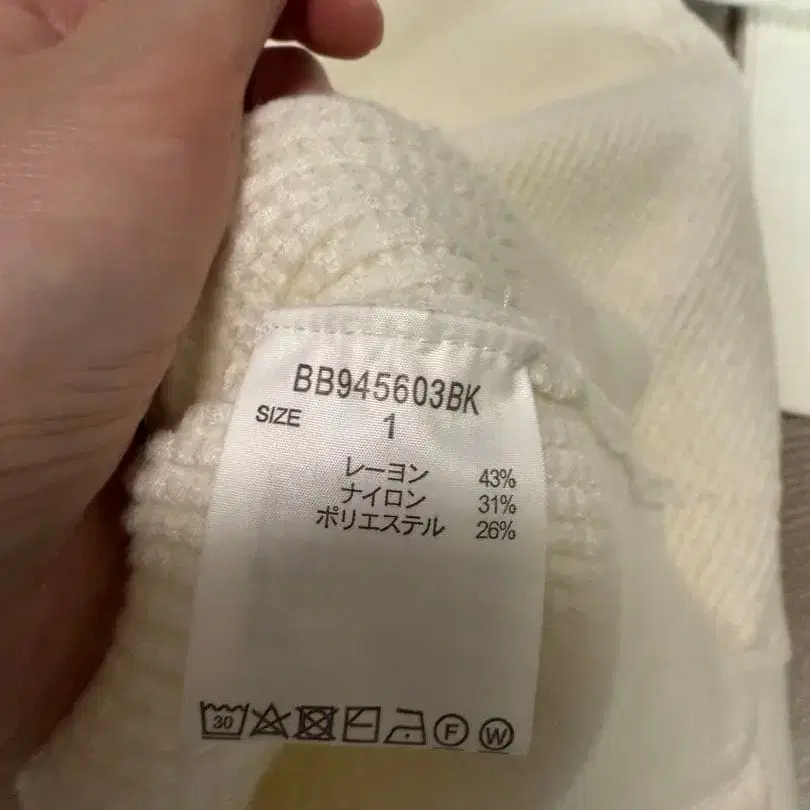 BB945603BK
SIZE 1
レーヨン 43%
ナイロン 31%
ポリエステル 26%
30 F W